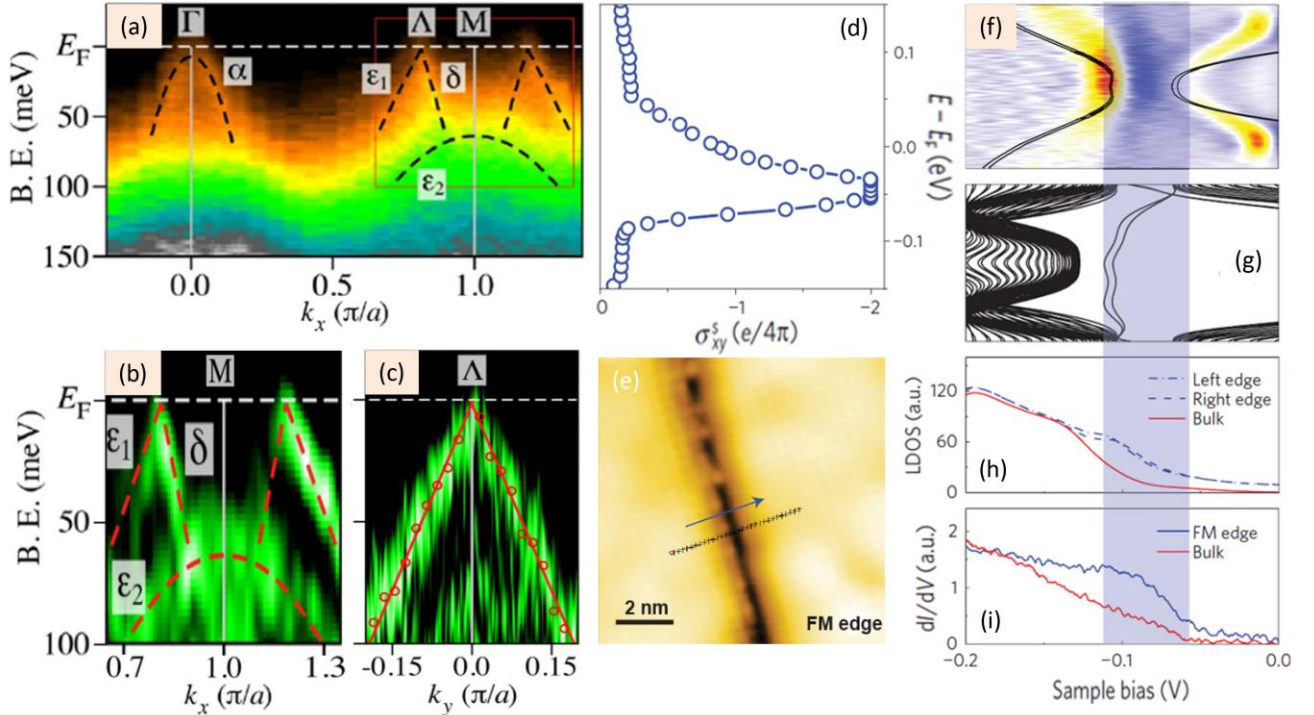 (a)
Γ
Λ
M
E_F
α
ε₁
δ
ε₂
B. E. (meV)
50
100
150
0.0
0.5
1.0
k_x (π/a)
(b)
M
E_F
ε₁
δ
ε₂
B. E. (meV)
50
100
0.7
1.0
1.3
k_x (π/a)
(c)
Λ
-0.15
0.0
0.15
k_y (π/a)
(d)
0.1
0.0
−0.1
E − E_F (eV)
0
−1
−2
σ^s_xy (e/4π)
(e)
2 nm
FM edge
(f)
(g)
LDOS (a.u.)
120
60
0
Left edge
Right edge
Bulk
(h)
dI/dV (a.u.)
2
1
0
FM edge
Bulk
(i)
−0.2
−0.1
0.0
Sample bias (V)